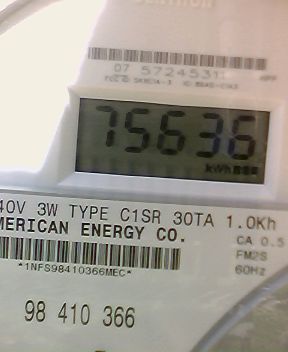 CENTRON
07 5724531
75636
kWh
40V 3W TYPE C1SR 30TA 1.0Kh
MERICAN ENERGY CO.
CA 0.5
*1NFS98410366MEC*
FM2S
60Hz
98 410 366